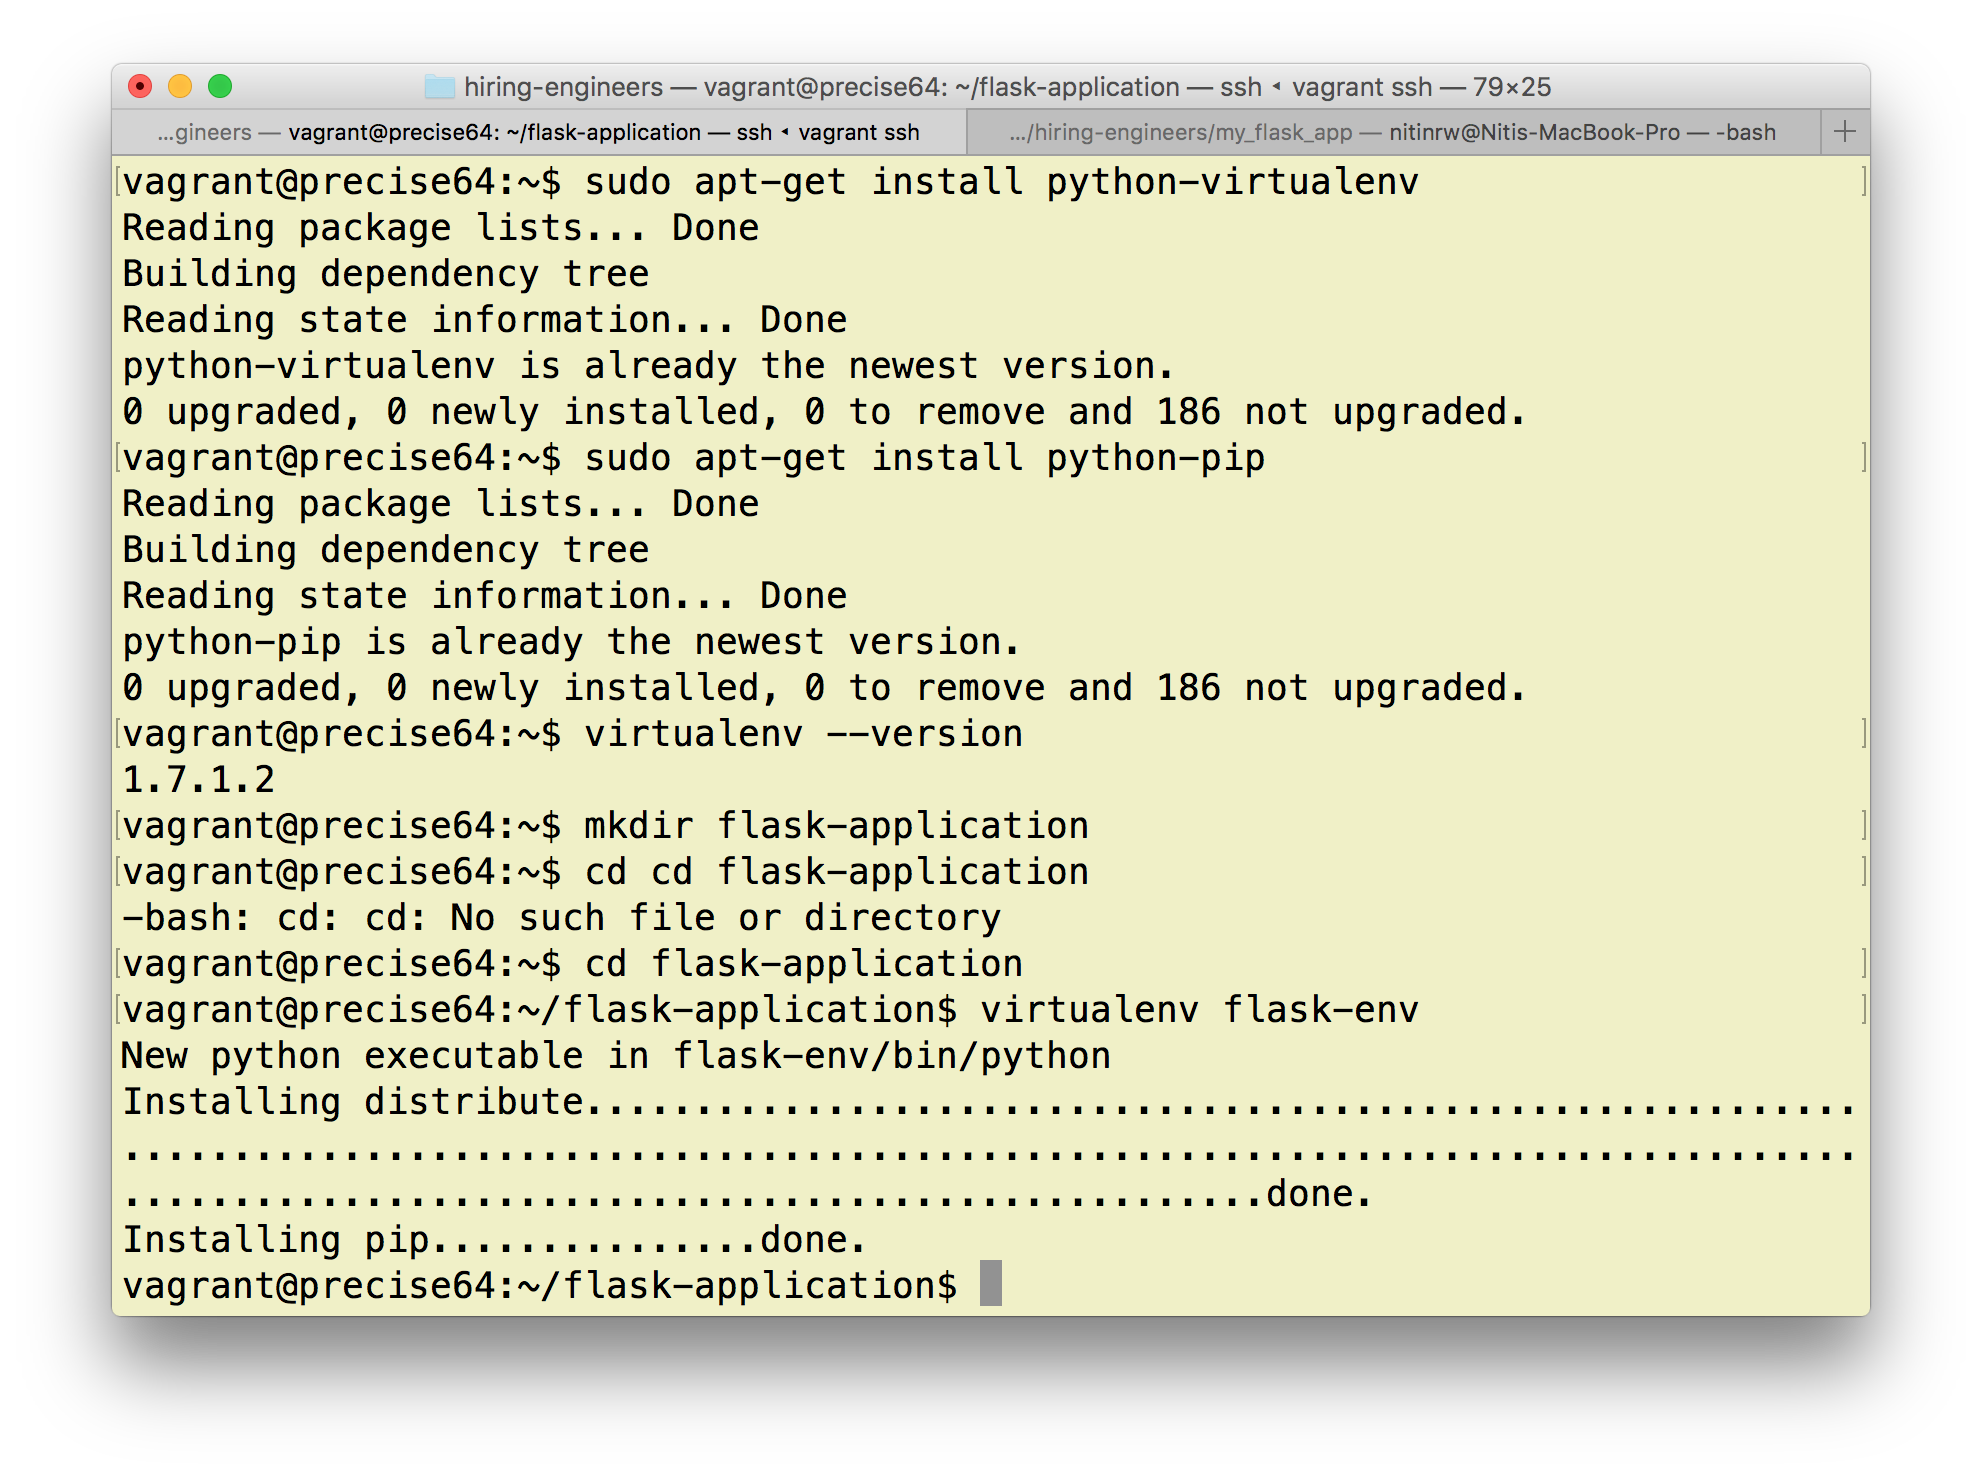 hiring-engineers — vagrant@precise64: ~/flask-application — ssh ◂ vagrant ssh — 79×25
...gineers — vagrant@precise64: ~/flask-application — ssh ◂ vagrant ssh
.../hiring-engineers/my_flask_app — nitinrw@Nitis-MacBook-Pro — -bash
vagrant@precise64:~$ sudo apt-get install python-virtualenv
Reading package lists... Done
Building dependency tree
Reading state information... Done
python-virtualenv is already the newest version.
0 upgraded, 0 newly installed, 0 to remove and 186 not upgraded.
vagrant@precise64:~$ sudo apt-get install python-pip
Reading package lists... Done
Building dependency tree
Reading state information... Done
python-pip is already the newest version.
0 upgraded, 0 newly installed, 0 to remove and 186 not upgraded.
vagrant@precise64:~$ virtualenv --version
1.7.1.2
vagrant@precise64:~$ mkdir flask-application
vagrant@precise64:~$ cd cd flask-application
-bash: cd: cd: No such file or directory
vagrant@precise64:~$ cd flask-application
vagrant@precise64:~/flask-application$ virtualenv flask-env
New python executable in flask-env/bin/python
Installing distribute..........................................................
...............................................................................
....................................................done.
Installing pip...............done.
vagrant@precise64:~/flask-application$